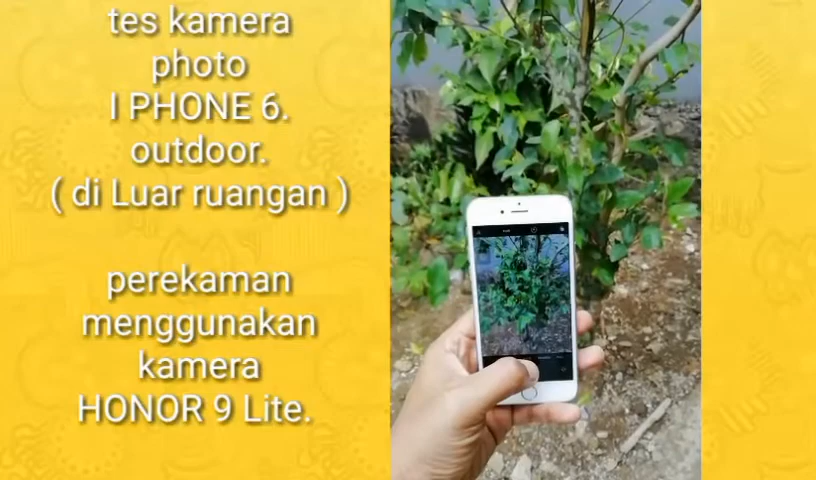 tes kamera
photo
I PHONE 6.
outdoor.
( di Luar ruangan )
perekaman
menggunakan
kamera
HONOR 9 Lite.